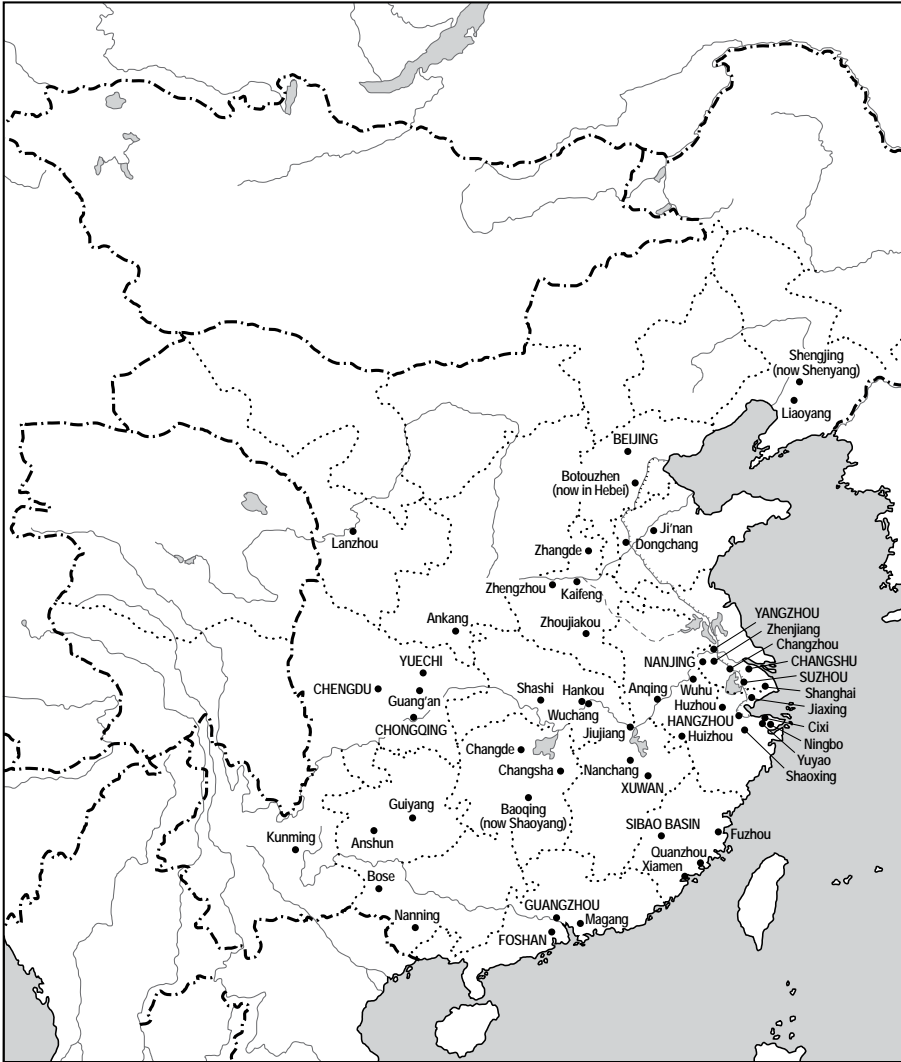 Shengjing
(now Shenyang)
Liaoyang
BEIJING
Botouzhen
(now in Hebei)
Ji'nan
Dongchang
Lanzhou
Zhangde
Zhengzhou
Kaifeng
Ankang
Zhoujiakou
YANGZHOU
Zhenjiang
Changzhou
CHANGSHU
SUZHOU
Shanghai
Jiaxing
Cixi
Ningbo
Yuyao
Shaoxing
YUECHI
NANJING
CHENGDU
Guang'an
Shashi
Hankou
Anqing
Wuhu
Huzhou
Wuchang
CHONGQING
HANGZHOU
Jiujiang
Huizhou
Changde
Nanchang
Changsha
XUWAN
Baoqing
(now Shaoyang)
Guiyang
SIBAO BASIN
Fuzhou
Anshun
Kunming
Quanzhou
Xiamen
Bose
GUANGZHOU
Magang
Nanning
FOSHAN